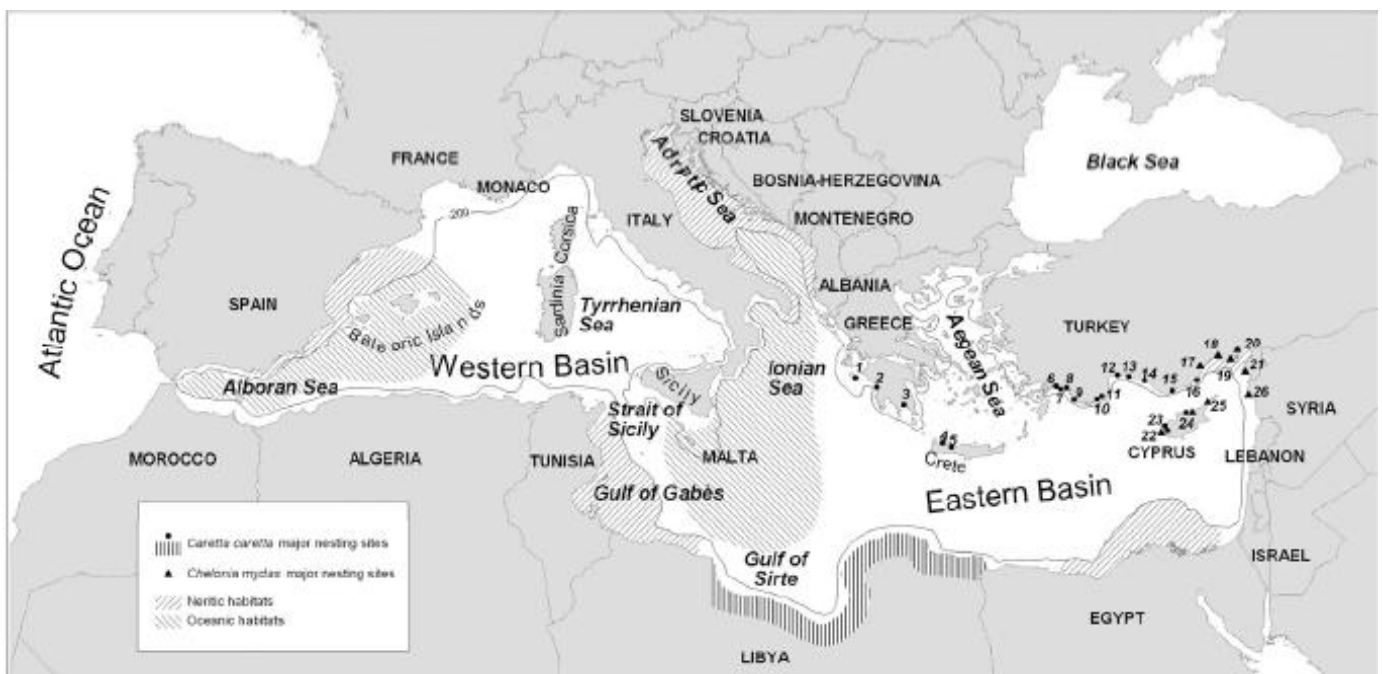 SLOVENIA
CROATIA
FRANCE
MONACO
Adriatic Sea
BOSNIA-HERZEGOVINA
Black Sea
200
ITALY
MONTENEGRO
Corsica
Atlantic Ocean
SPAIN
Sardinia
Tyrrhenian
Sea
ALBANIA
GREECE
Aegean Sea
TURKEY
Balearic Islands
Western Basin
Ionian
Sea
Alboran Sea
Sicily
Strait of
Sicily
1
2
3
6
8
7
9
10
11
12
13
14
15
16
17
18
19
20
21
26
25
24
23
22
SYRIA
CYPRUS
LEBANON
MOROCCO
ALGERIA
TUNISIA
MALTA
Crete
Eastern Basin
Gulf of Gabès
Gulf of
Sirte
ISRAEL
EGYPT
LIBYA
Caretta caretta major nesting sites
Chelonia mydas major nesting sites
Neritic habitats
Oceanic habitats